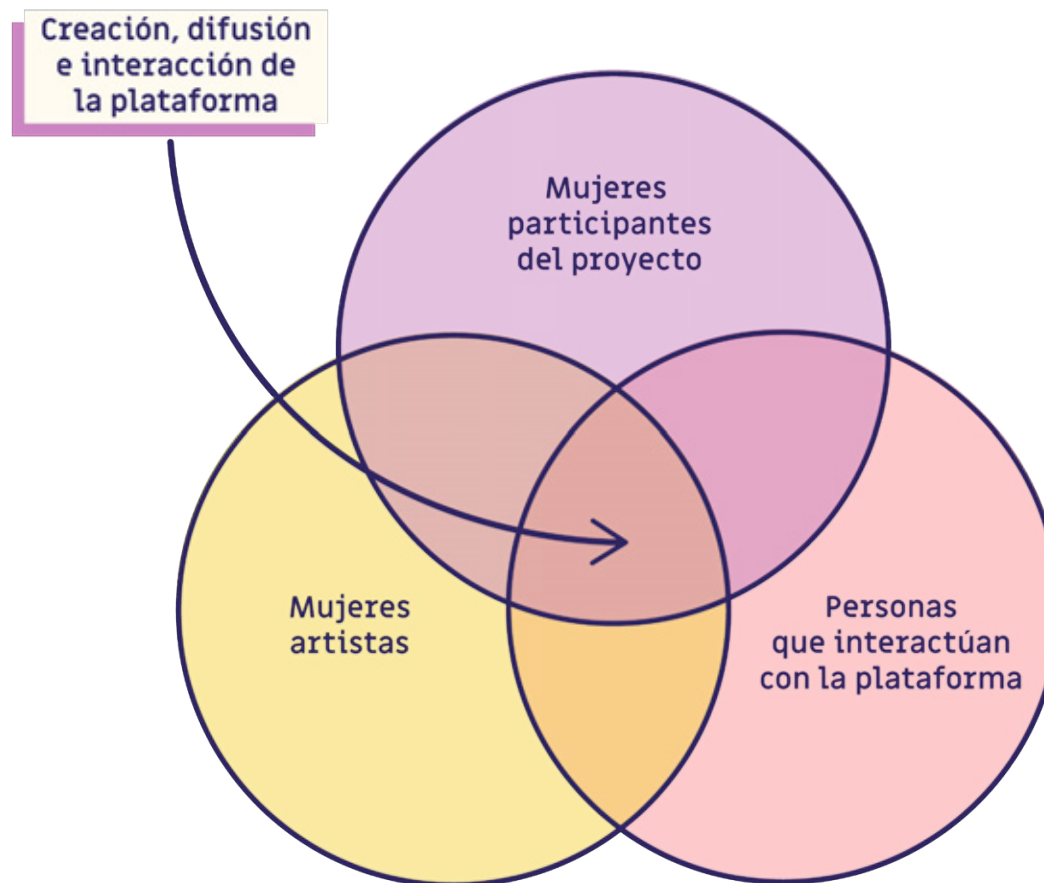 Creación, difusión
e interacción de
la plataforma
Mujeres
participantes
del proyecto
Mujeres
artistas
Personas
que interactúan
con la plataforma